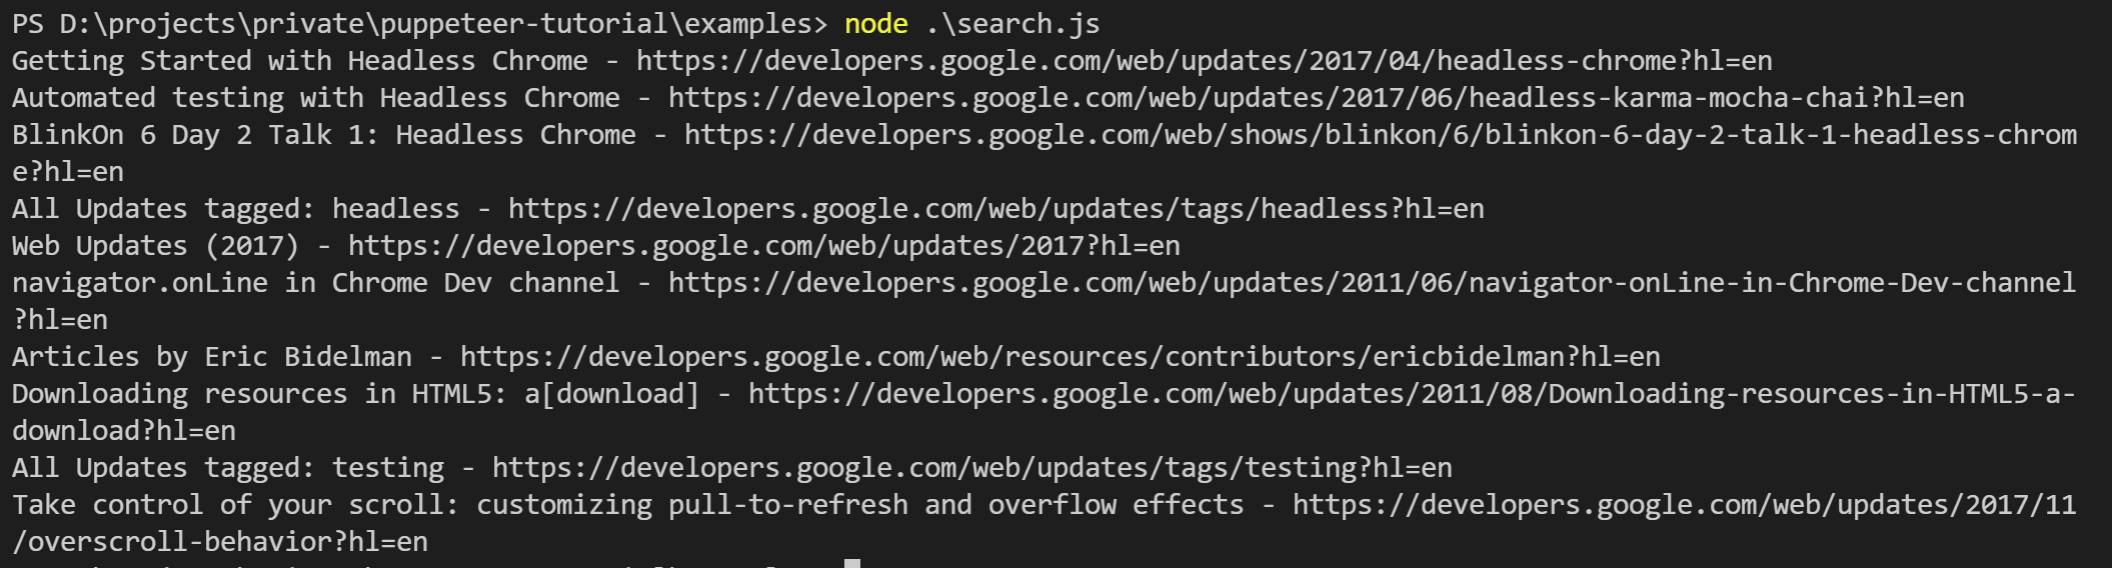 PS D:\projects\private\puppeteer-tutorial\examples> node .\search.js
Getting Started with Headless Chrome - https://developers.google.com/web/updates/2017/04/headless-chrome?hl=en
Automated testing with Headless Chrome - https://developers.google.com/web/updates/2017/06/headless-karma-mocha-chai?hl=en
BlinkOn 6 Day 2 Talk 1: Headless Chrome - https://developers.google.com/web/shows/blinkon/6/blinkon-6-day-2-talk-1-headless-chrom
e?hl=en
All Updates tagged: headless - https://developers.google.com/web/updates/tags/headless?hl=en
Web Updates (2017) - https://developers.google.com/web/updates/2017?hl=en
navigator.onLine in Chrome Dev channel - https://developers.google.com/web/updates/2011/06/navigator-onLine-in-Chrome-Dev-channel
?hl=en
Articles by Eric Bidelman - https://developers.google.com/web/resources/contributors/ericbidelman?hl=en
Downloading resources in HTML5: a[download] - https://developers.google.com/web/updates/2011/08/Downloading-resources-in-HTML5-a-
download?hl=en
All Updates tagged: testing - https://developers.google.com/web/updates/tags/testing?hl=en
Take control of your scroll: customizing pull-to-refresh and overflow effects - https://developers.google.com/web/updates/2017/11
/overscroll-behavior?hl=en